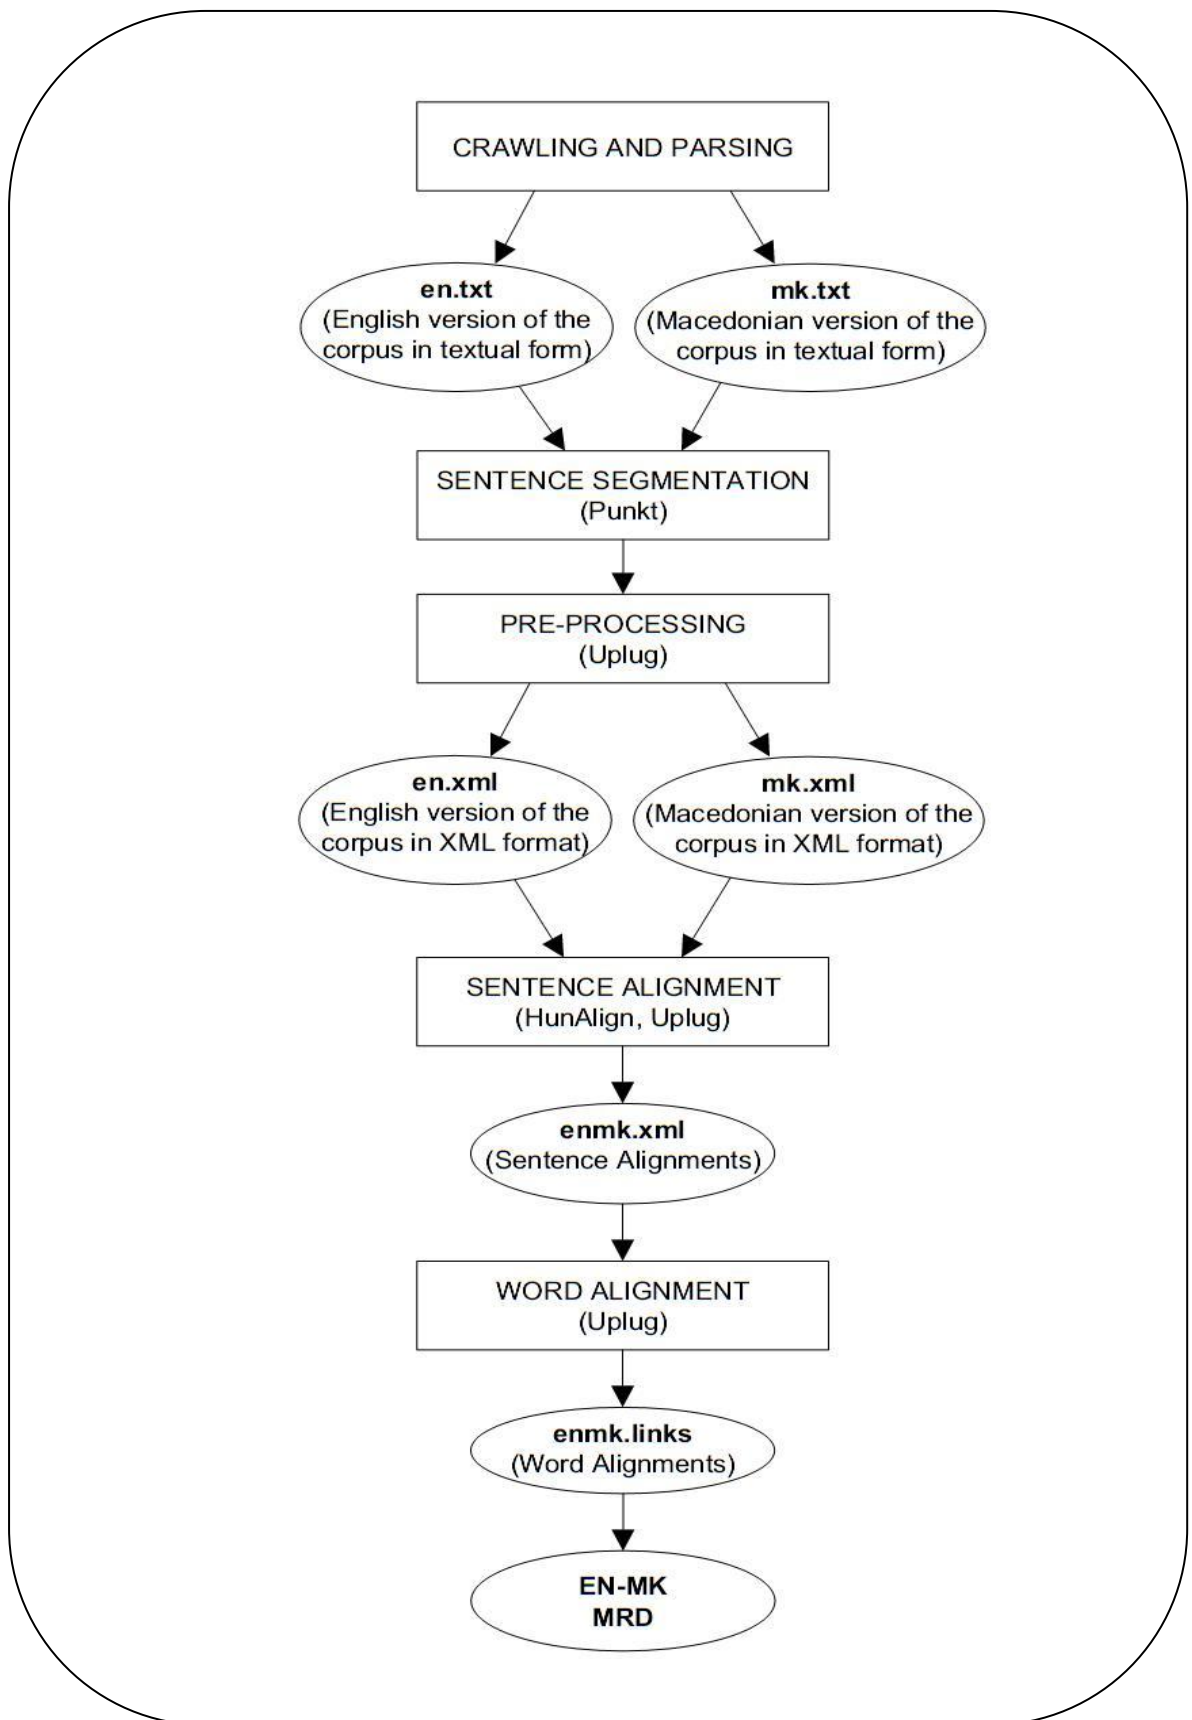 CRAWLING AND PARSING
en.txt
(English version of the
corpus in textual form)
mk.txt
(Macedonian version of the
corpus in textual form)
SENTENCE SEGMENTATION
(Punkt)
PRE-PROCESSING
(Uplug)
en.xml
(English version of the
corpus in XML format)
mk.xml
(Macedonian version of the
corpus in XML format)
SENTENCE ALIGNMENT
(HunAlign, Uplug)
enmk.xml
(Sentence Alignments)
WORD ALIGNMENT
(Uplug)
enmk.links
(Word Alignments)
EN-MK
MRD